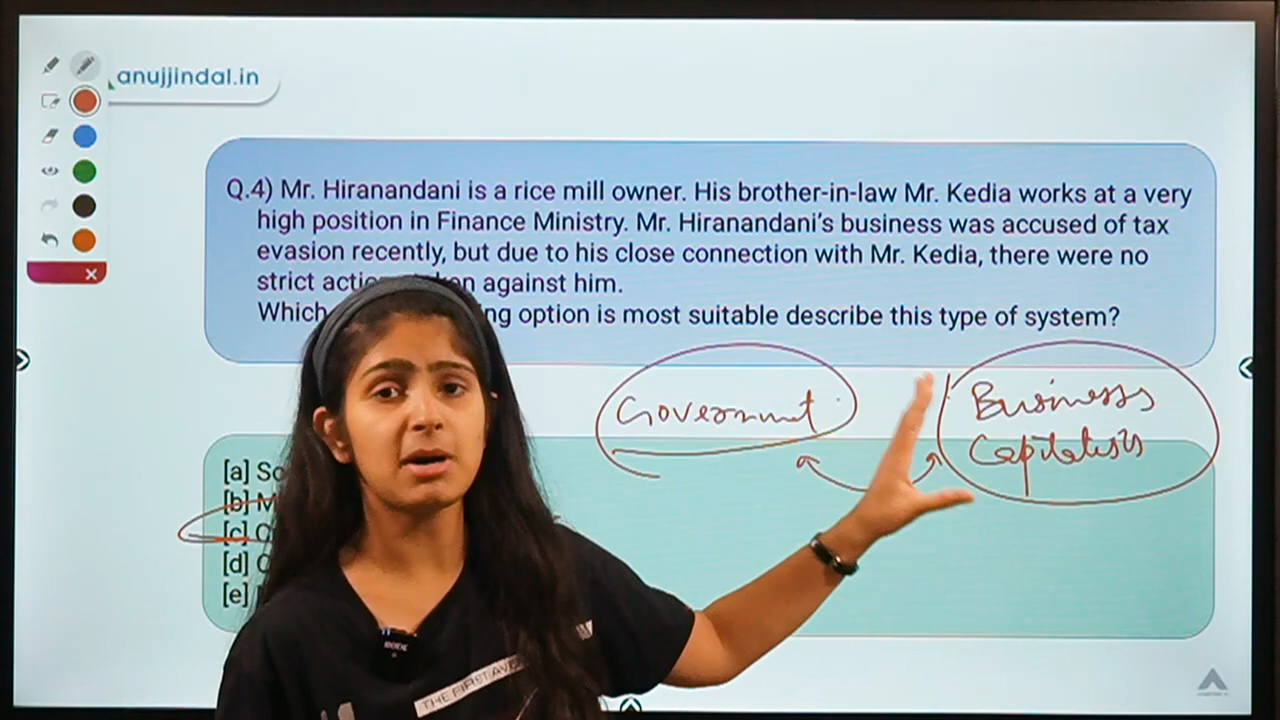 anujjindal.in
Q.4) Mr. Hiranandani is a rice mill owner. His brother-in-law Mr. Kedia works at a very
high position in Finance Ministry. Mr. Hiranandani's business was accused of tax
evasion recently, but due to his close connection with Mr. Kedia, there were no
strict against him.
Which option is most suitable describe this type of system?
Government
Business
Capitalists
[a]
[b]
[c]
[d]
[e]
RODE
THE FIRST